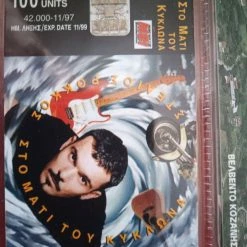 100 UNITS
42.000-11/97
ΗΜ. ΛΗΞΗΣ/EXP. DATE 11/99
ΣΤΟ ΜΑΤΙ
ΤΟΥ
ΚΥΚΛΩΝΑ
ΣΤΟ ΜΑΤΙ ΤΟΥ ΚΥΚΛΩΝΑ
ΒΕΛΒΕΝΤΟ ΚΟΖΑΝΗ